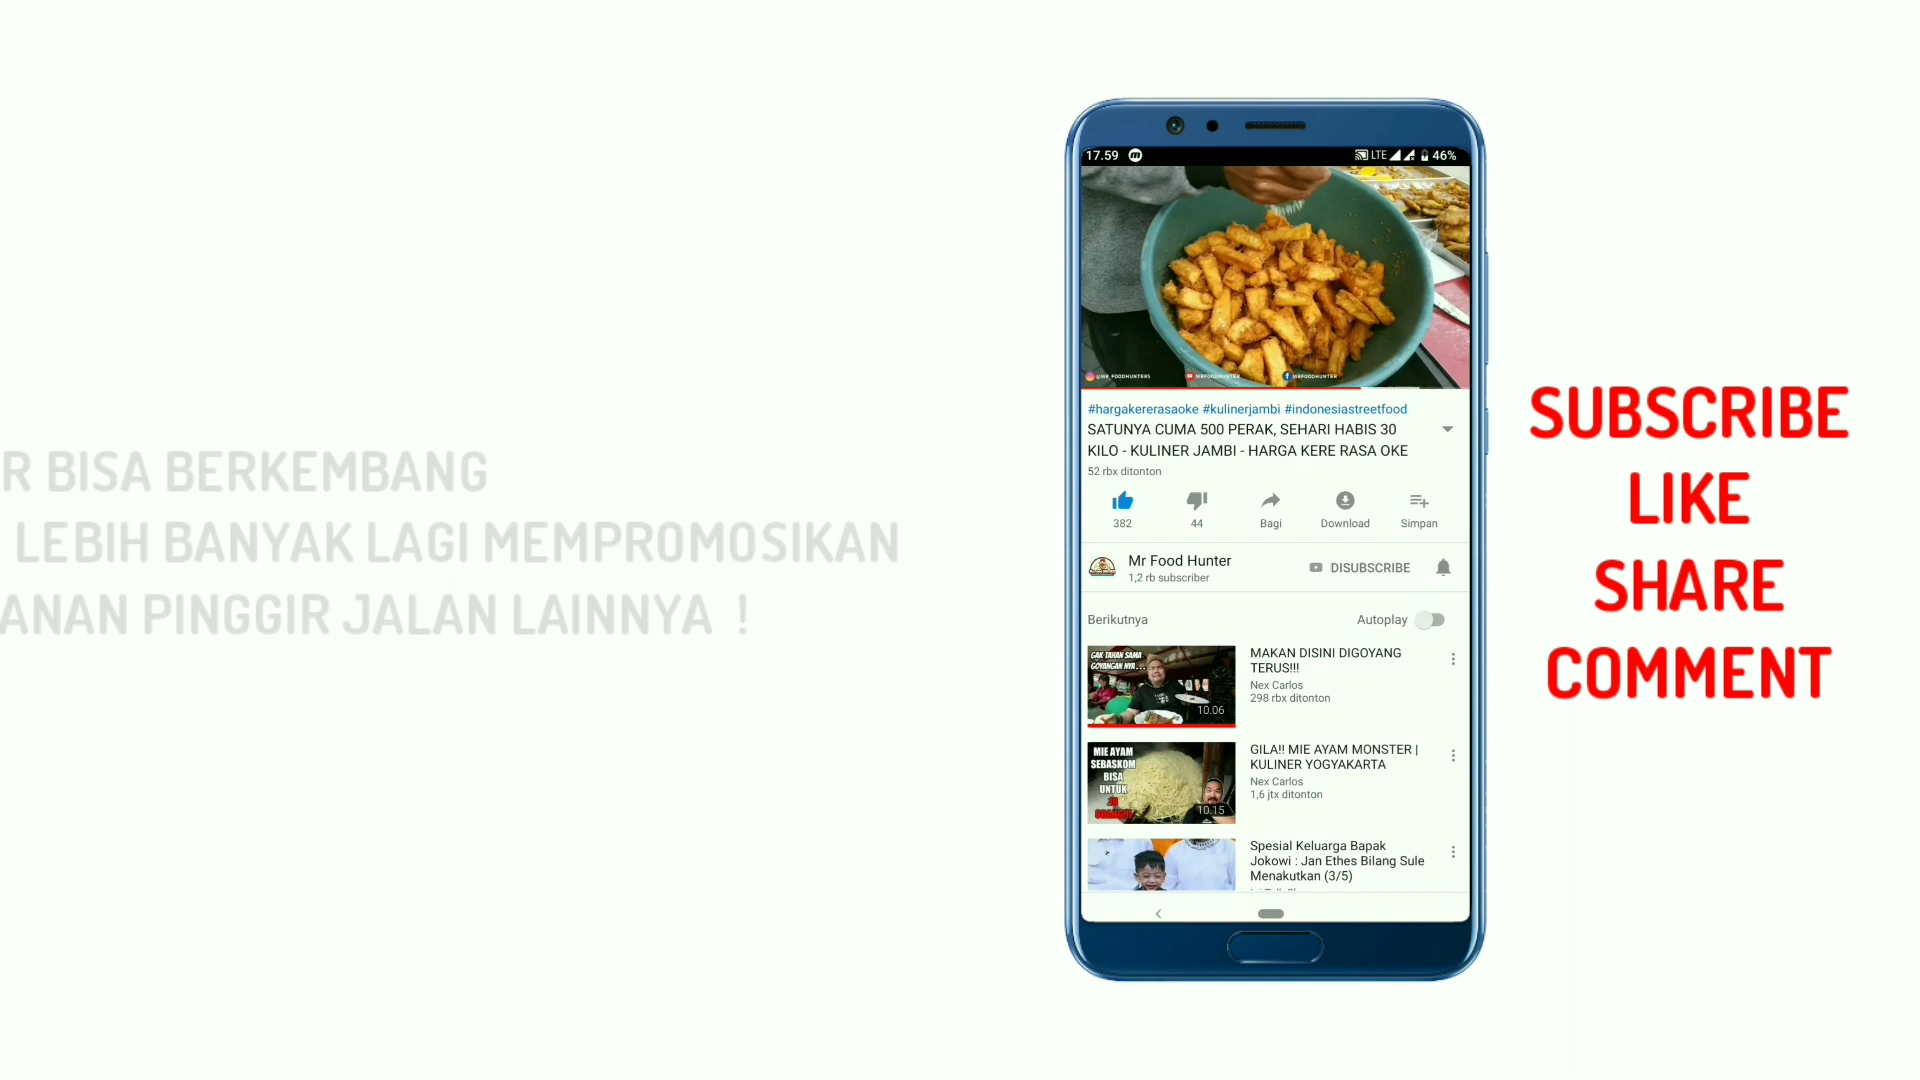 R BISA BERKEMBANG
LEBIH BANYAK LAGI MEMPROMOSIKAN
ANAN PINGGIR JALAN LAINNYA !
17.59
LTE 46%
@MR_FOODHUNTERS MRFOODHUNTER MRFOODHUNTER
#hargakererasaoke #kulinerjambi #indonesiastreetfood
SATUNYA CUMA 500 PERAK, SEHARI HABIS 30
KILO - KULINER JAMBI - HARGA KERE RASA OKE
52 rbx ditonton
382 44 Bagi Download Simpan
Mr Food Hunter
1,2 rb subscriber
DISUBSCRIBE
Berikutnya Autoplay
GAK TAHAN SAMA
GOYANGAN NYA...
10.06
MAKAN DISINI DIGOYANG
TERUS!!!
Nex Carlos
298 rbx ditonton
MIE AYAM
SEBASKOM
BISA
UNTUK
10.15
GILA!! MIE AYAM MONSTER |
KULINER YOGYAKARTA
Nex Carlos
1,6 jtx ditonton
Spesial Keluarga Bapak
Jokowi : Jan Ethes Bilang Sule
Menakutkan (3/5)
SUBSCRIBE
LIKE
SHARE
COMMENT